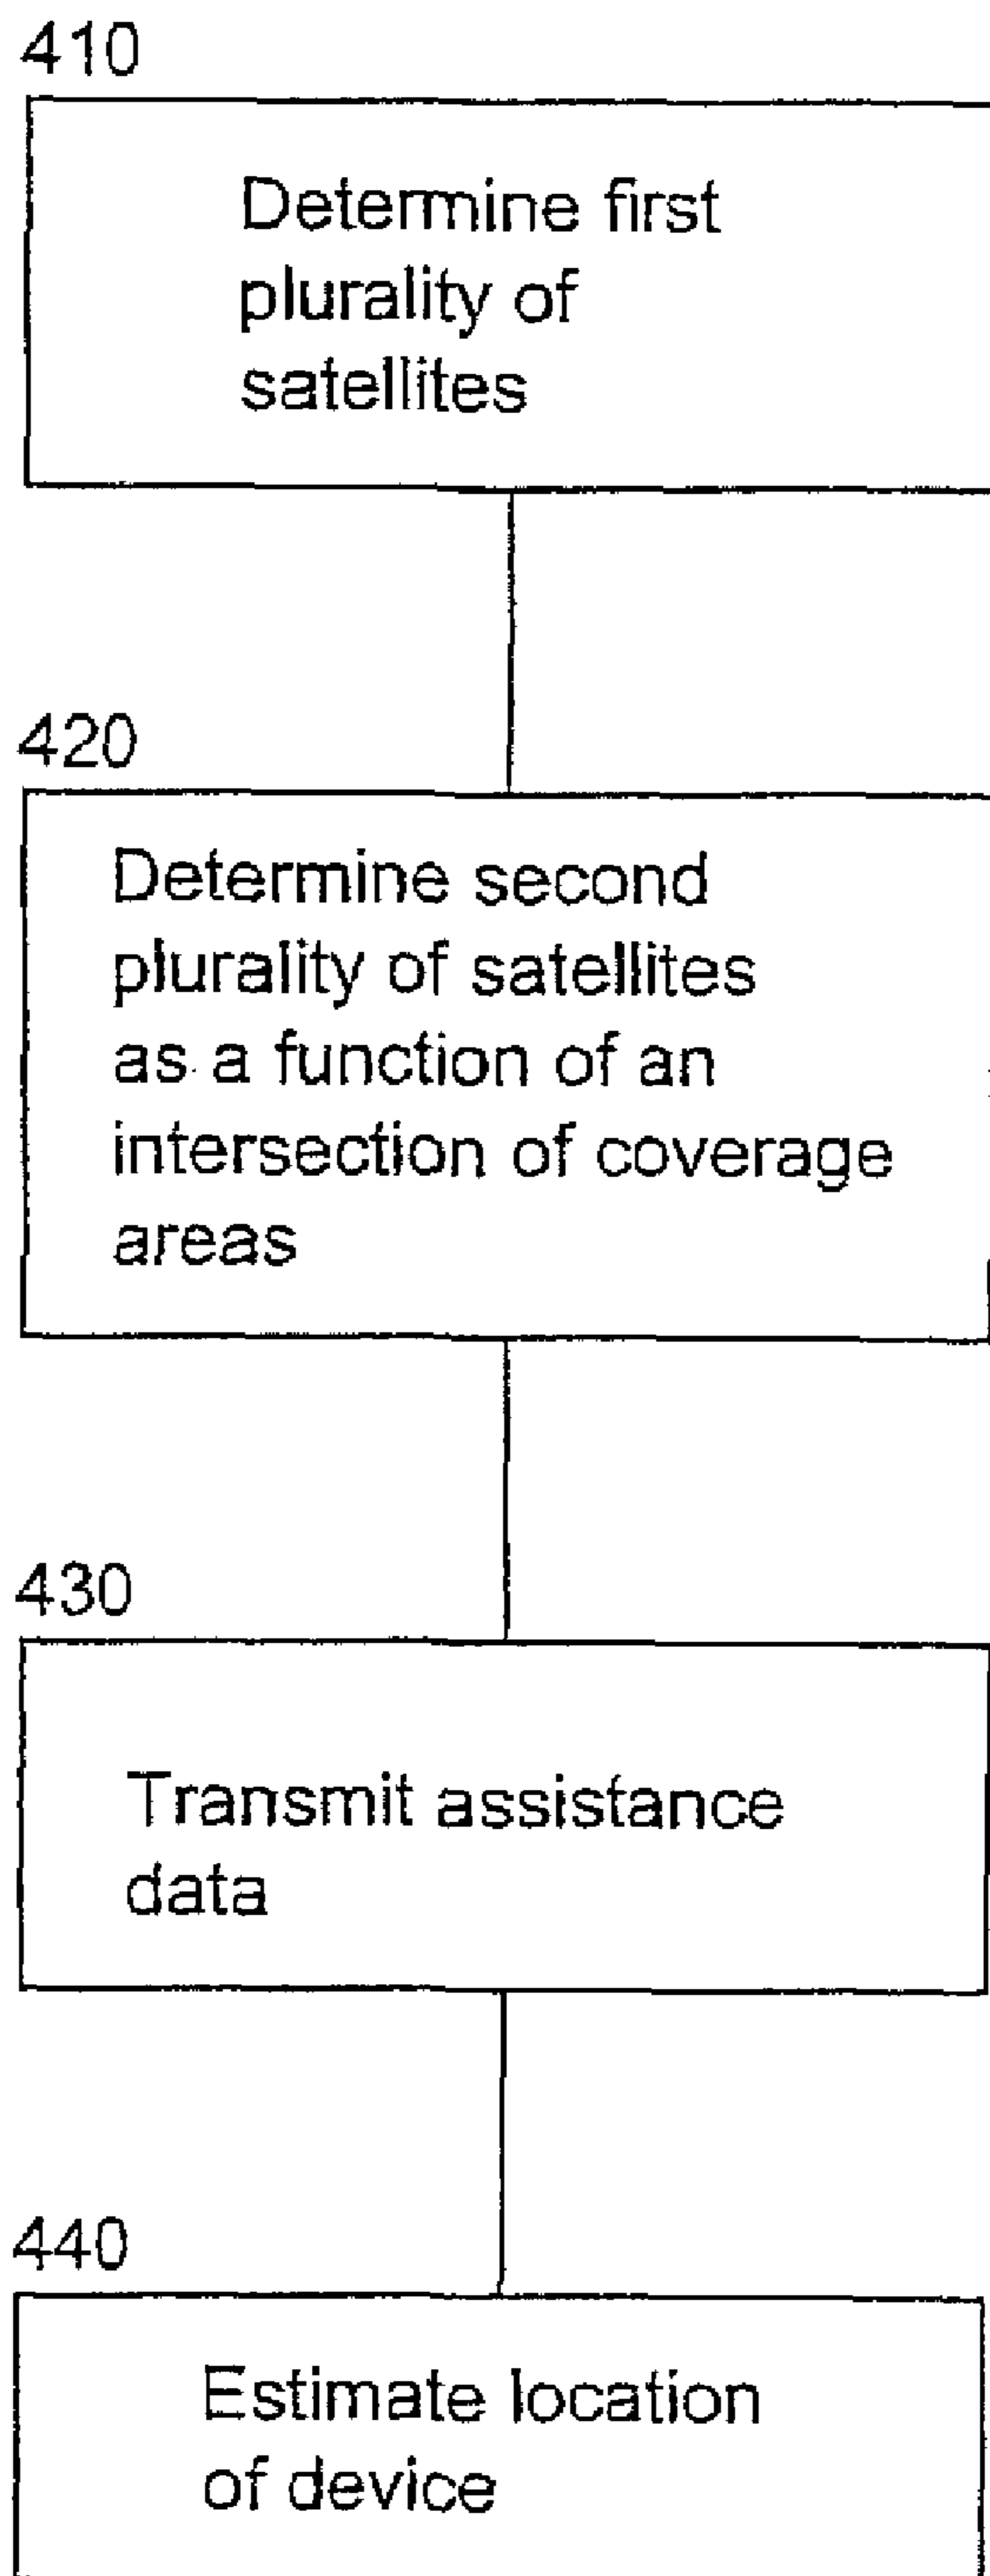 410
Determine first
plurality of
satellites
420
Determine second
plurality of satellites
as a function of an
intersection of coverage
areas
430
Transmit assistance
data
440
Estimate location
of device